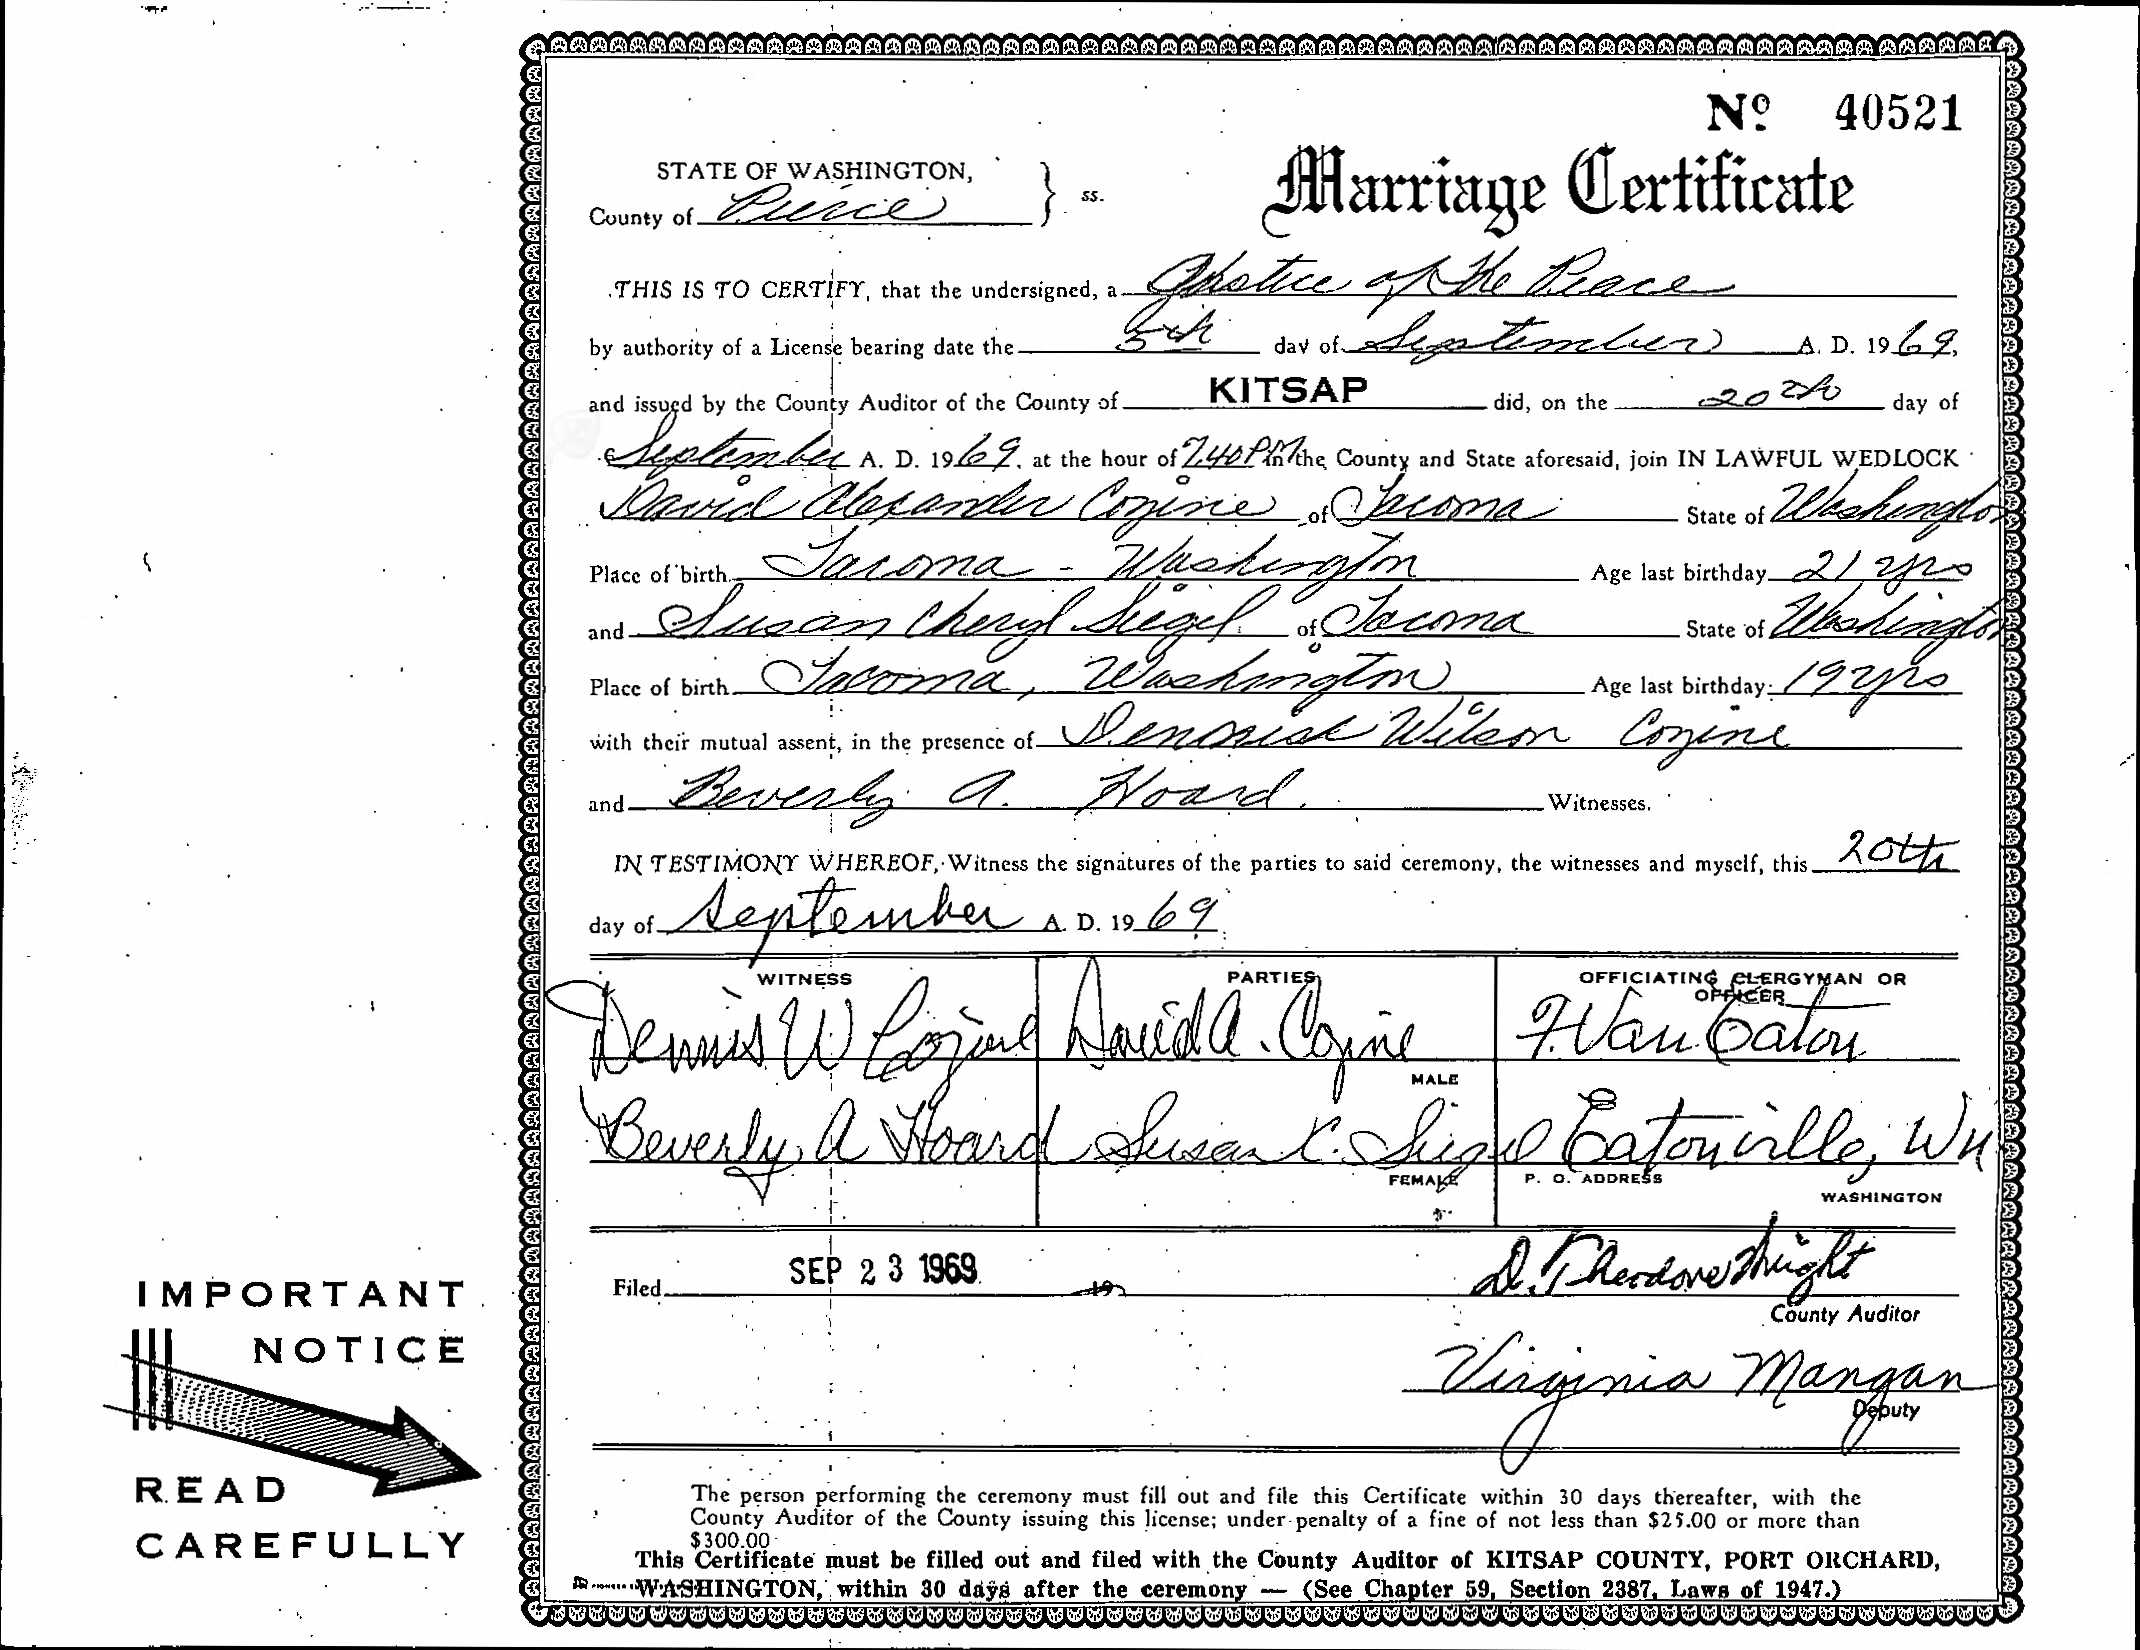 Nº 40521
STATE OF WASHINGTON,
County of Pierce } ss.
Marriage Certificate
THIS IS TO CERTIFY, that the undersigned, a Justice of the Peace
by authority of a License bearing date the 5th day of September A. D. 1969,
and issued by the County Auditor of the County of KITSAP did, on the 20th day of
September A. D. 1969, at the hour of 7:40 PM in the County and State aforesaid, join IN LAWFUL WEDLOCK
David Alexander Cozine of Tacoma State of Washington
Place of birth Tacoma - Washington Age last birthday 21 yrs
and Susan Cheryl Siegel of Tacoma State of Washington
Place of birth Tacoma, Washington Age last birthday 19 yrs
with their mutual assent, in the presence of Wilson Cozine
and Beverly A. Hoard Witnesses.
IN TESTIMONY WHEREOF, Witness the signatures of the parties to said ceremony, the witnesses and myself, this 20th
day of September A. D. 1969.
WITNESS PARTIES OFFICIATING CLERGYMAN OR OFFICER
Dennis W Cozine David A. Cozine F. Van Eaton
MALE
Beverly A Hoard Susan C. Siegel Eatonville, Wn
FEMALE P. O. ADDRESS
WASHINGTON
Filed SEP 23 1969 19 D. Theodore Wright
County Auditor
Virginia Mangan
Deputy
IMPORTANT
NOTICE
READ
CAREFULLY
The person performing the ceremony must fill out and file this Certificate within 30 days thereafter, with the
County Auditor of the County issuing this license; under penalty of a fine of not less than $25.00 or more than
$300.00
This Certificate must be filled out and filed with the County Auditor of KITSAP COUNTY, PORT ORCHARD,
WASHINGTON, within 30 days after the ceremony — (See Chapter 59, Section 2387, Laws of 1947.)